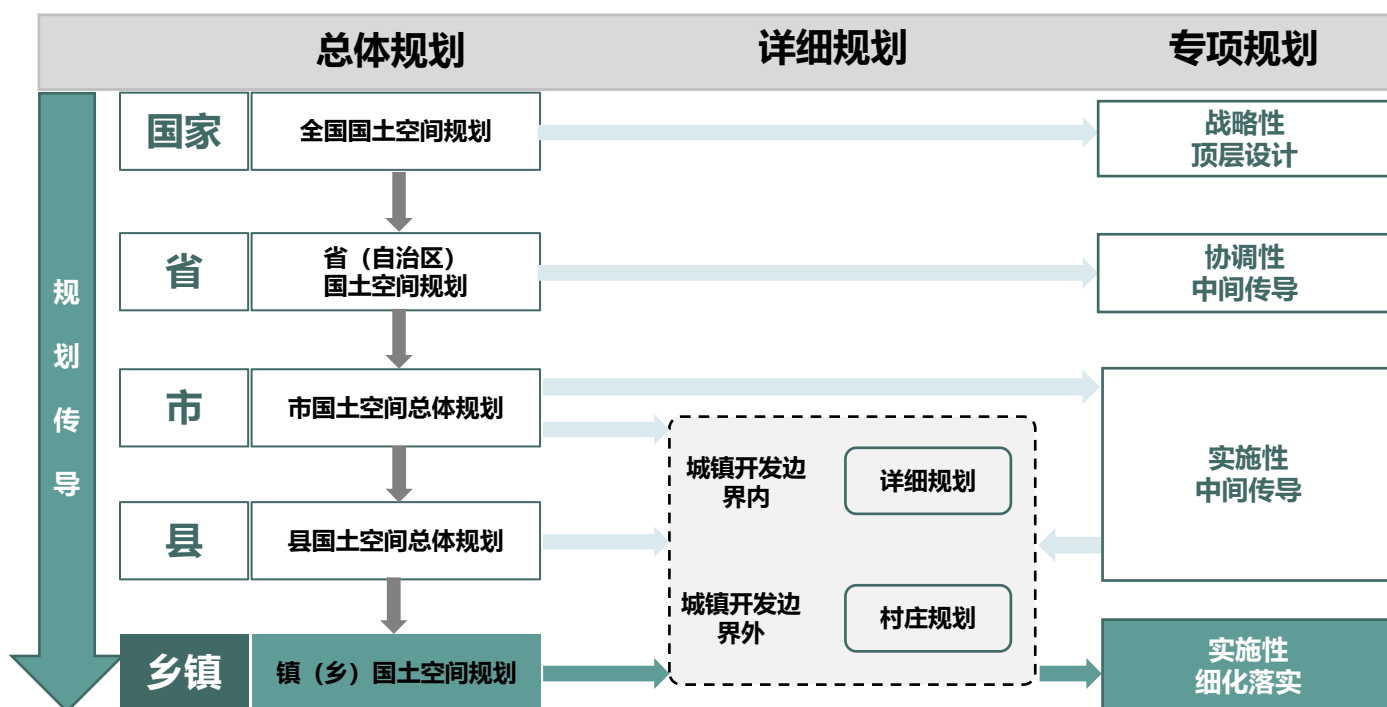 总体规划
详细规划
专项规划
规划传导
国家
全国国土空间规划
战略性
顶层设计
省
省（自治区）
国土空间规划
协调性
中间传导
市
市国土空间总体规划
城镇开发边
界内
详细规划
实施性
中间传导
县
县国土空间总体规划
城镇开发边
界外
村庄规划
乡镇
镇（乡）国土空间规划
实施性
细化落实